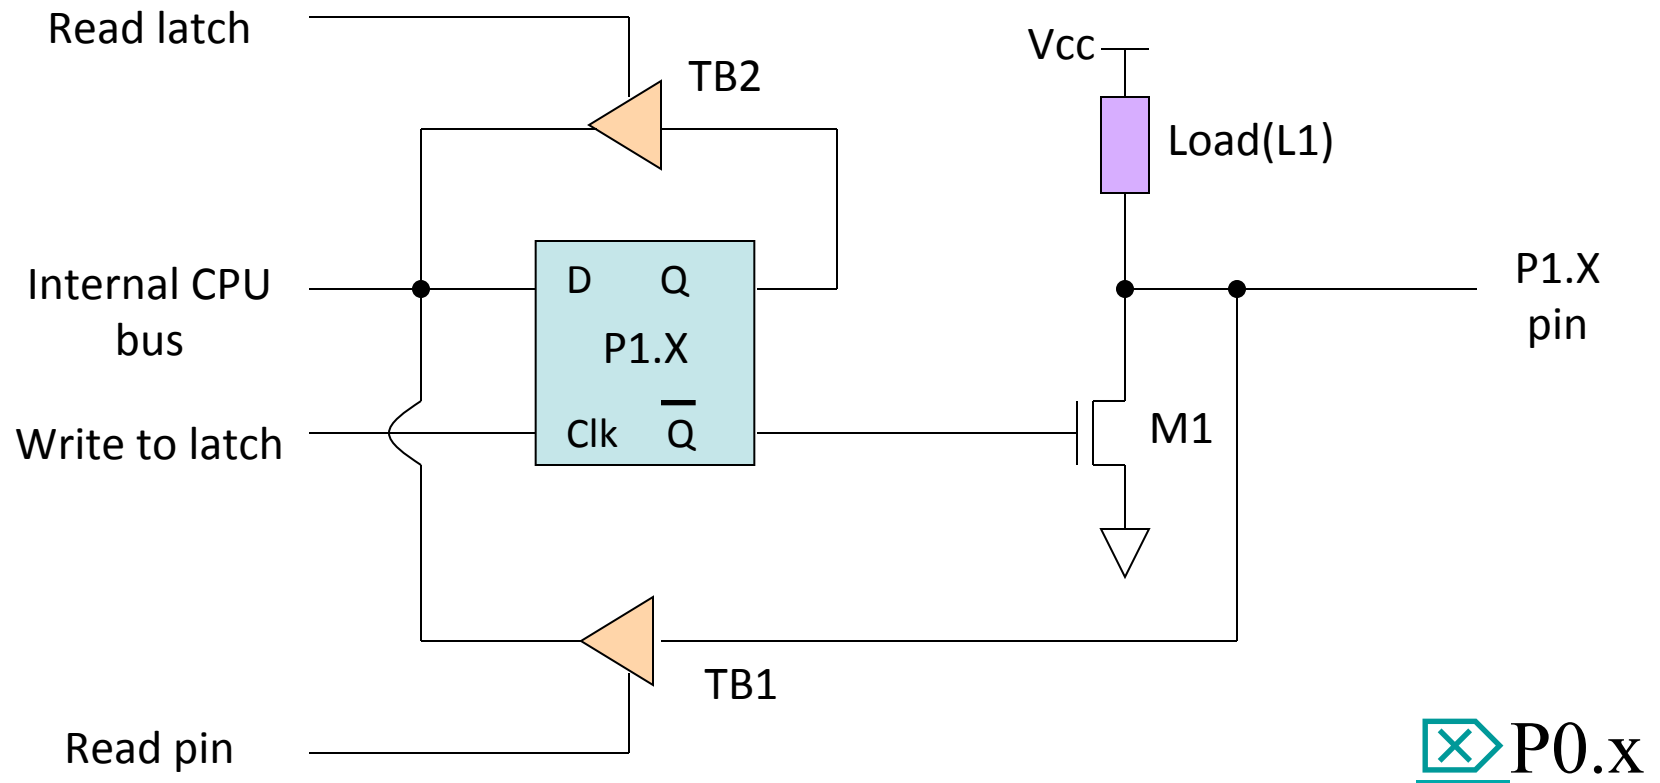 Read latch
TB2
Vcc
Load(L1)
Internal CPU
bus
D Q
P1.X
Clk Q̅
P1.X
pin
Write to latch
M1
TB1
Read pin
P0.x